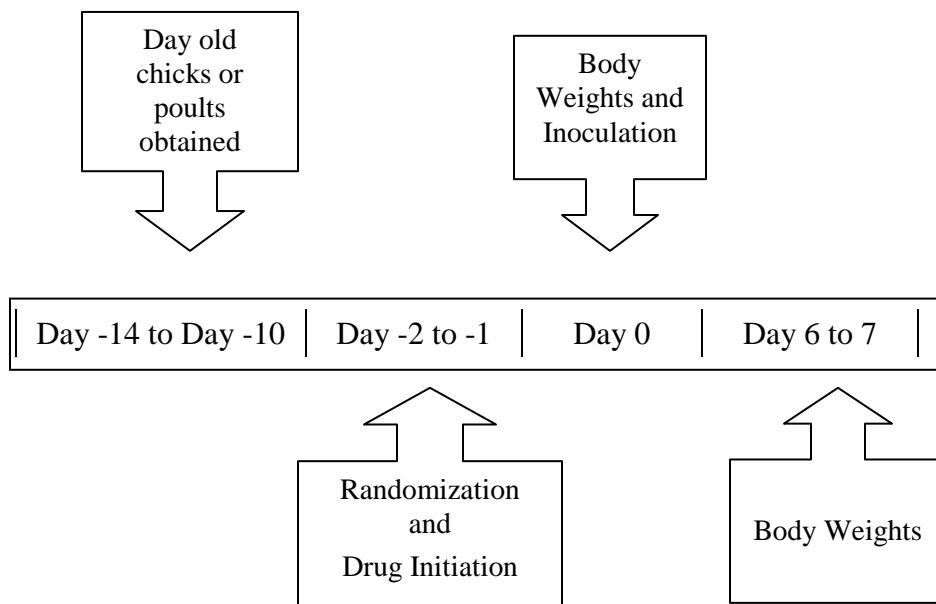 Day old
chicks or
poults
obtained
Body
Weights and
Inoculation
Day -14 to Day -10
Day -2 to -1
Day 0
Day 6 to 7
Randomization
and
Drug Initiation
Body Weights